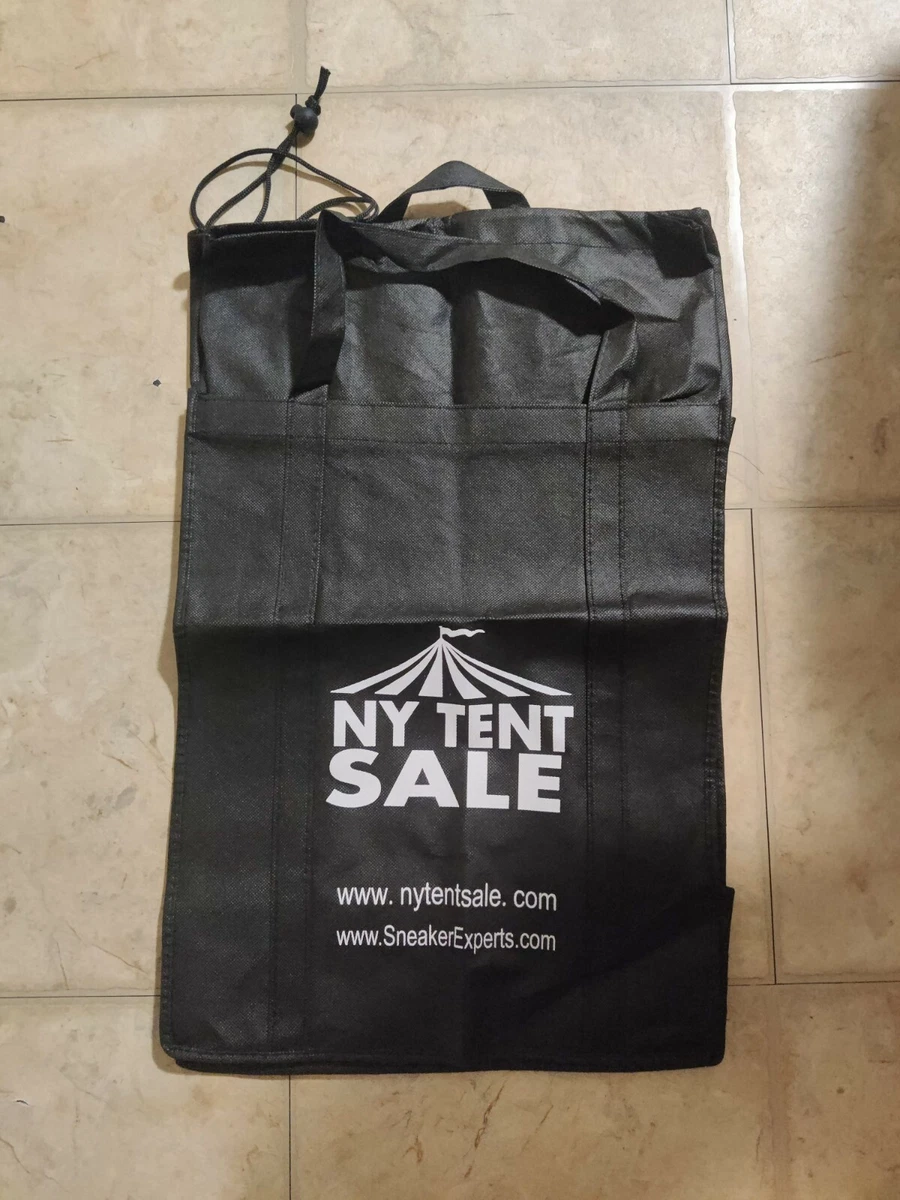 NY TENT
SALE
www. nytentsale. com
www.SneakerExperts.com